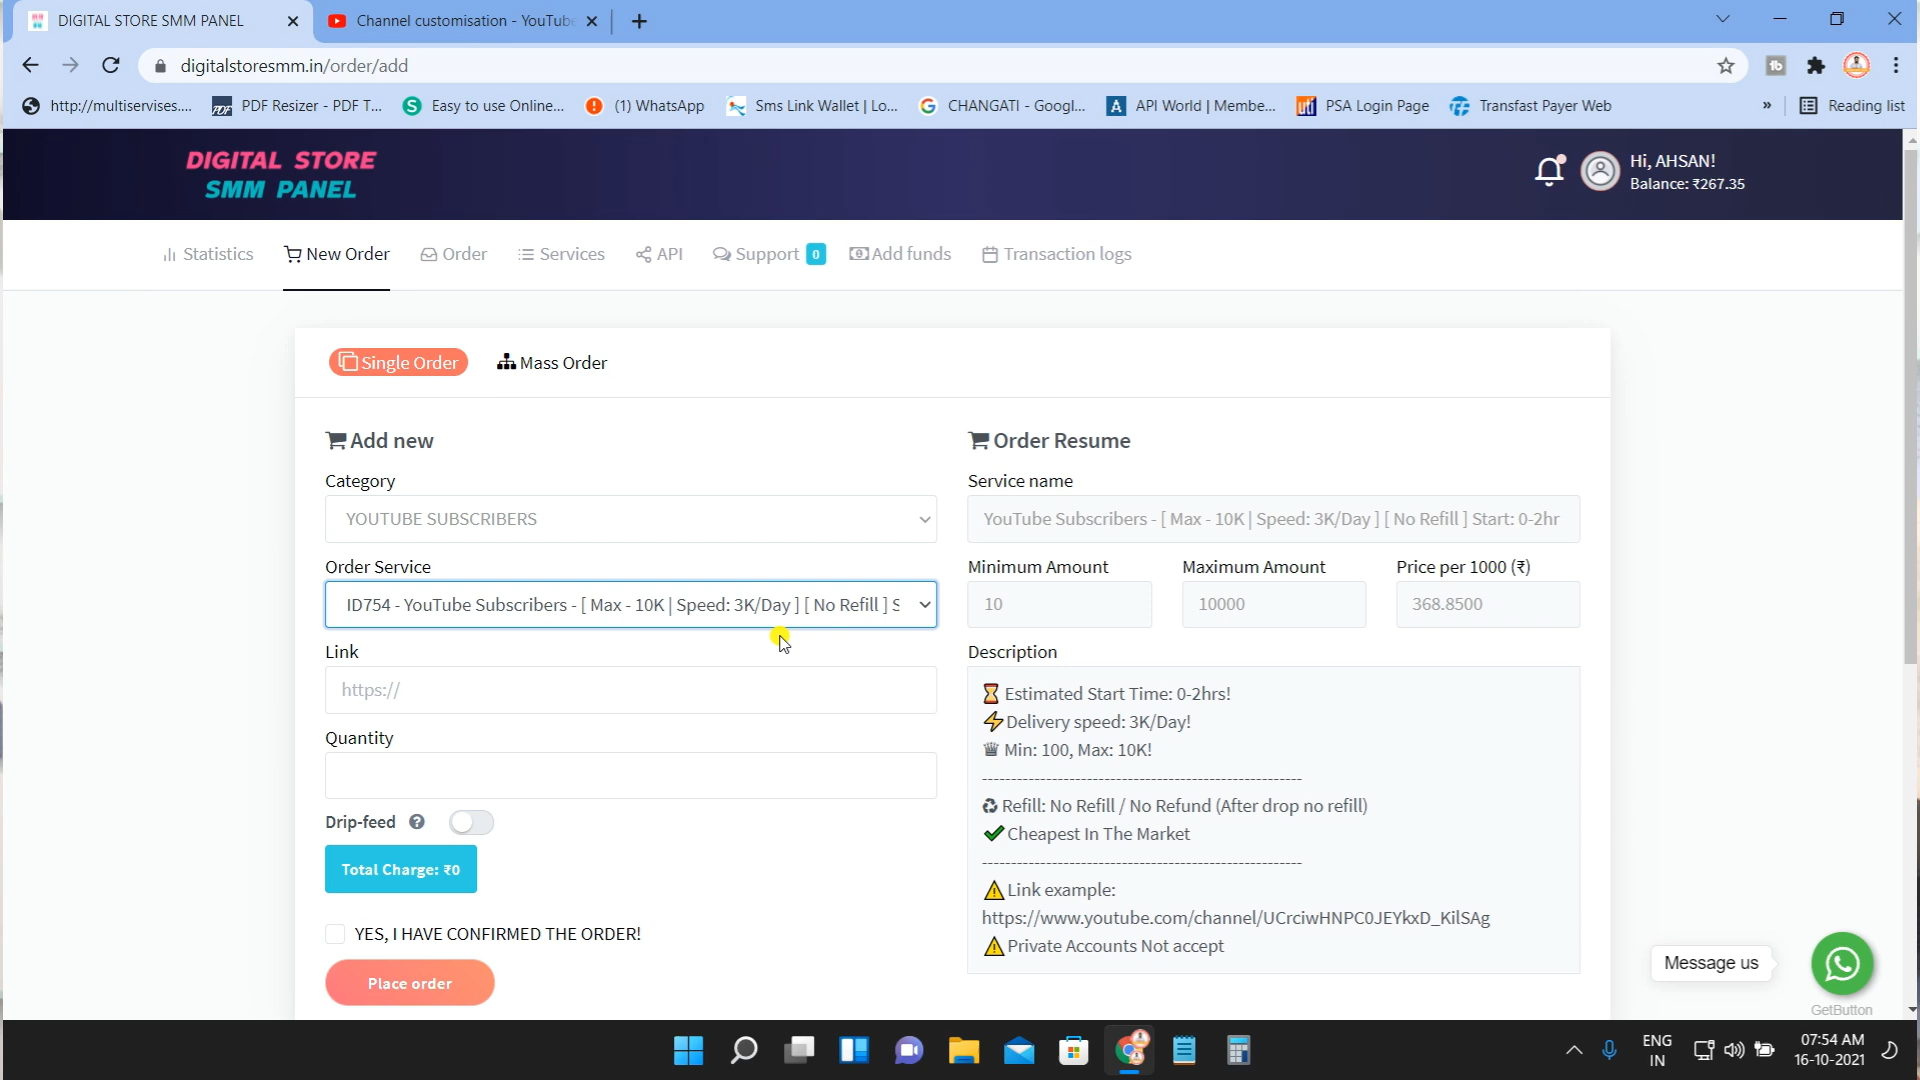 DIGITAL STORE SMM PANEL
Channel customisation - YouTube
digitalstoresmm.in/order/add
http://multiservises....
PDF Resizer - PDF T...
Easy to use Online...
(1) WhatsApp
Sms Link Wallet | Lo...
CHANGATI - Googl...
API World | Membe...
PSA Login Page
Transfast Payer Web
»
Reading list
DIGITAL STORE
SMM PANEL
Hi, AHSAN!
Balance: ₹267.35
Statistics
New Order
Order
Services
API
Support 0
Add funds
Transaction logs
Single Order
Mass Order
Add new
Category
YOUTUBE SUBSCRIBERS
Order Service
ID754 - YouTube Subscribers - [ Max - 10K | Speed: 3K/Day ] [ No Refill ] S
Link
https://
Quantity
Drip-feed
Total Charge: ₹0
YES, I HAVE CONFIRMED THE ORDER!
Place order
Order Resume
Service name
YouTube Subscribers - [ Max - 10K | Speed: 3K/Day ] [ No Refill ] Start: 0-2hr
Minimum Amount
Maximum Amount
Price per 1000 (₹)
10
10000
368.8500
Description
⏳ Estimated Start Time: 0-2hrs!
⚡ Delivery speed: 3K/Day!
♕ Min: 100, Max: 10K!
-------------------------------------------------------
♻ Refill: No Refill / No Refund (After drop no refill)
✔ Cheapest In The Market
-------------------------------------------------------
⚠ Link example:
https://www.youtube.com/channel/UCrciwHNPC0JEYkxD_KilSAg
⚠ Private Accounts Not accept
Message us
GetButton
ENG
IN
07:54 AM
16-10-2021